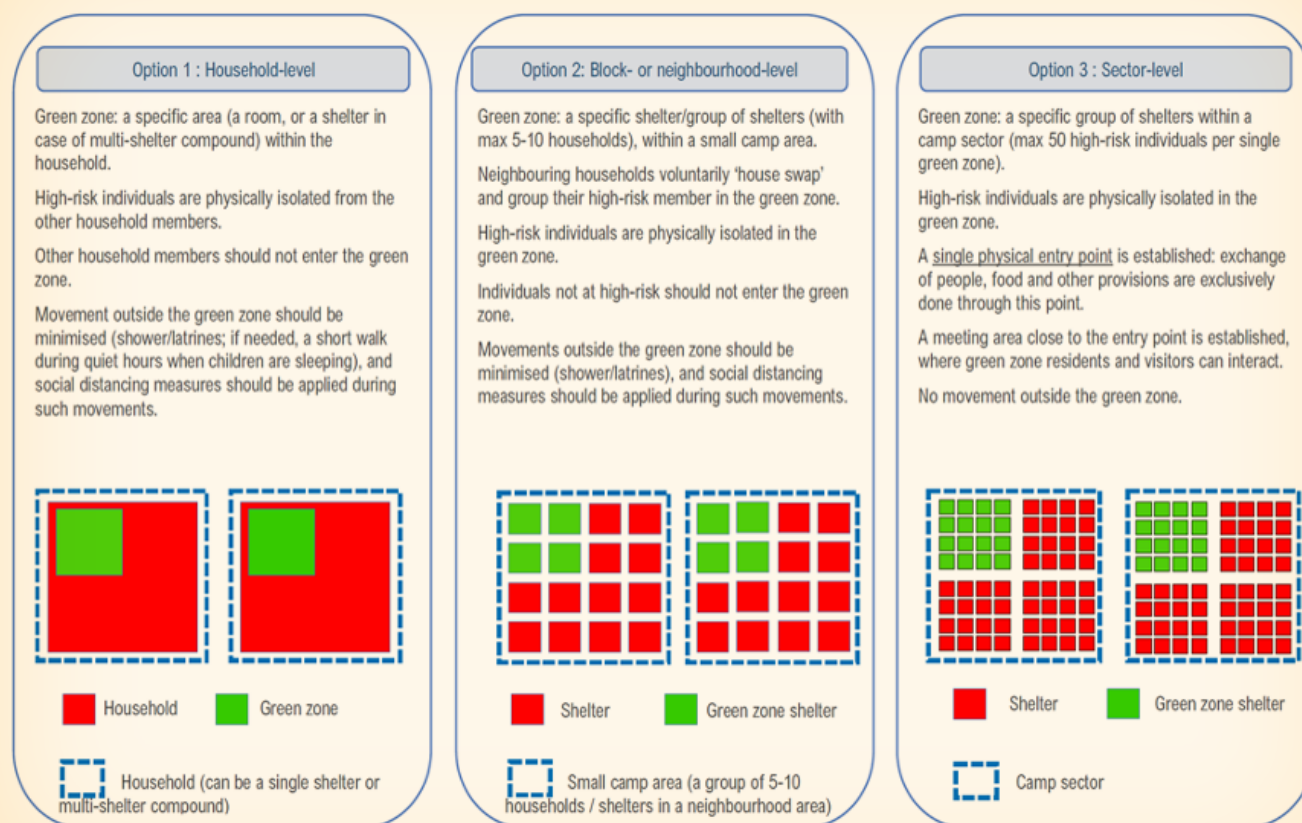 Option 1 : Household-level
Green zone: a specific area (a room, or a shelter in
case of multi-shelter compound) within the
household.
High-risk individuals are physically isolated from the
other household members.
Other household members should not enter the green
zone.
Movement outside the green zone should be
minimised (shower/latrines; if needed, a short walk
during quiet hours when children are sleeping), and
social distancing measures should be applied during
such movements.
Household
Green zone
Household (can be a single shelter or
multi-shelter compound)
Option 2: Block- or neighbourhood-level
Green zone: a specific shelter/group of shelters (with
max 5-10 households), within a small camp area.
Neighbouring households voluntarily ‘house swap’
and group their high-risk member in the green zone.
High-risk individuals are physically isolated in the
green zone.
Individuals not at high-risk should not enter the green
zone.
Movements outside the green zone should be
minimised (shower/latrines), and social distancing
measures should be applied during such movements.
Shelter
Green zone shelter
Small camp area (a group of 5-10
households / shelters in a neighbourhood area)
Option 3 : Sector-level
Green zone: a specific group of shelters within a
camp sector (max 50 high-risk individuals per single
green zone).
High-risk individuals are physically isolated in the
green zone.
A single physical entry point is established: exchange
of people, food and other provisions are exclusively
done through this point.
A meeting area close to the entry point is established,
where green zone residents and visitors can interact.
No movement outside the green zone.
Shelter
Green zone shelter
Camp sector